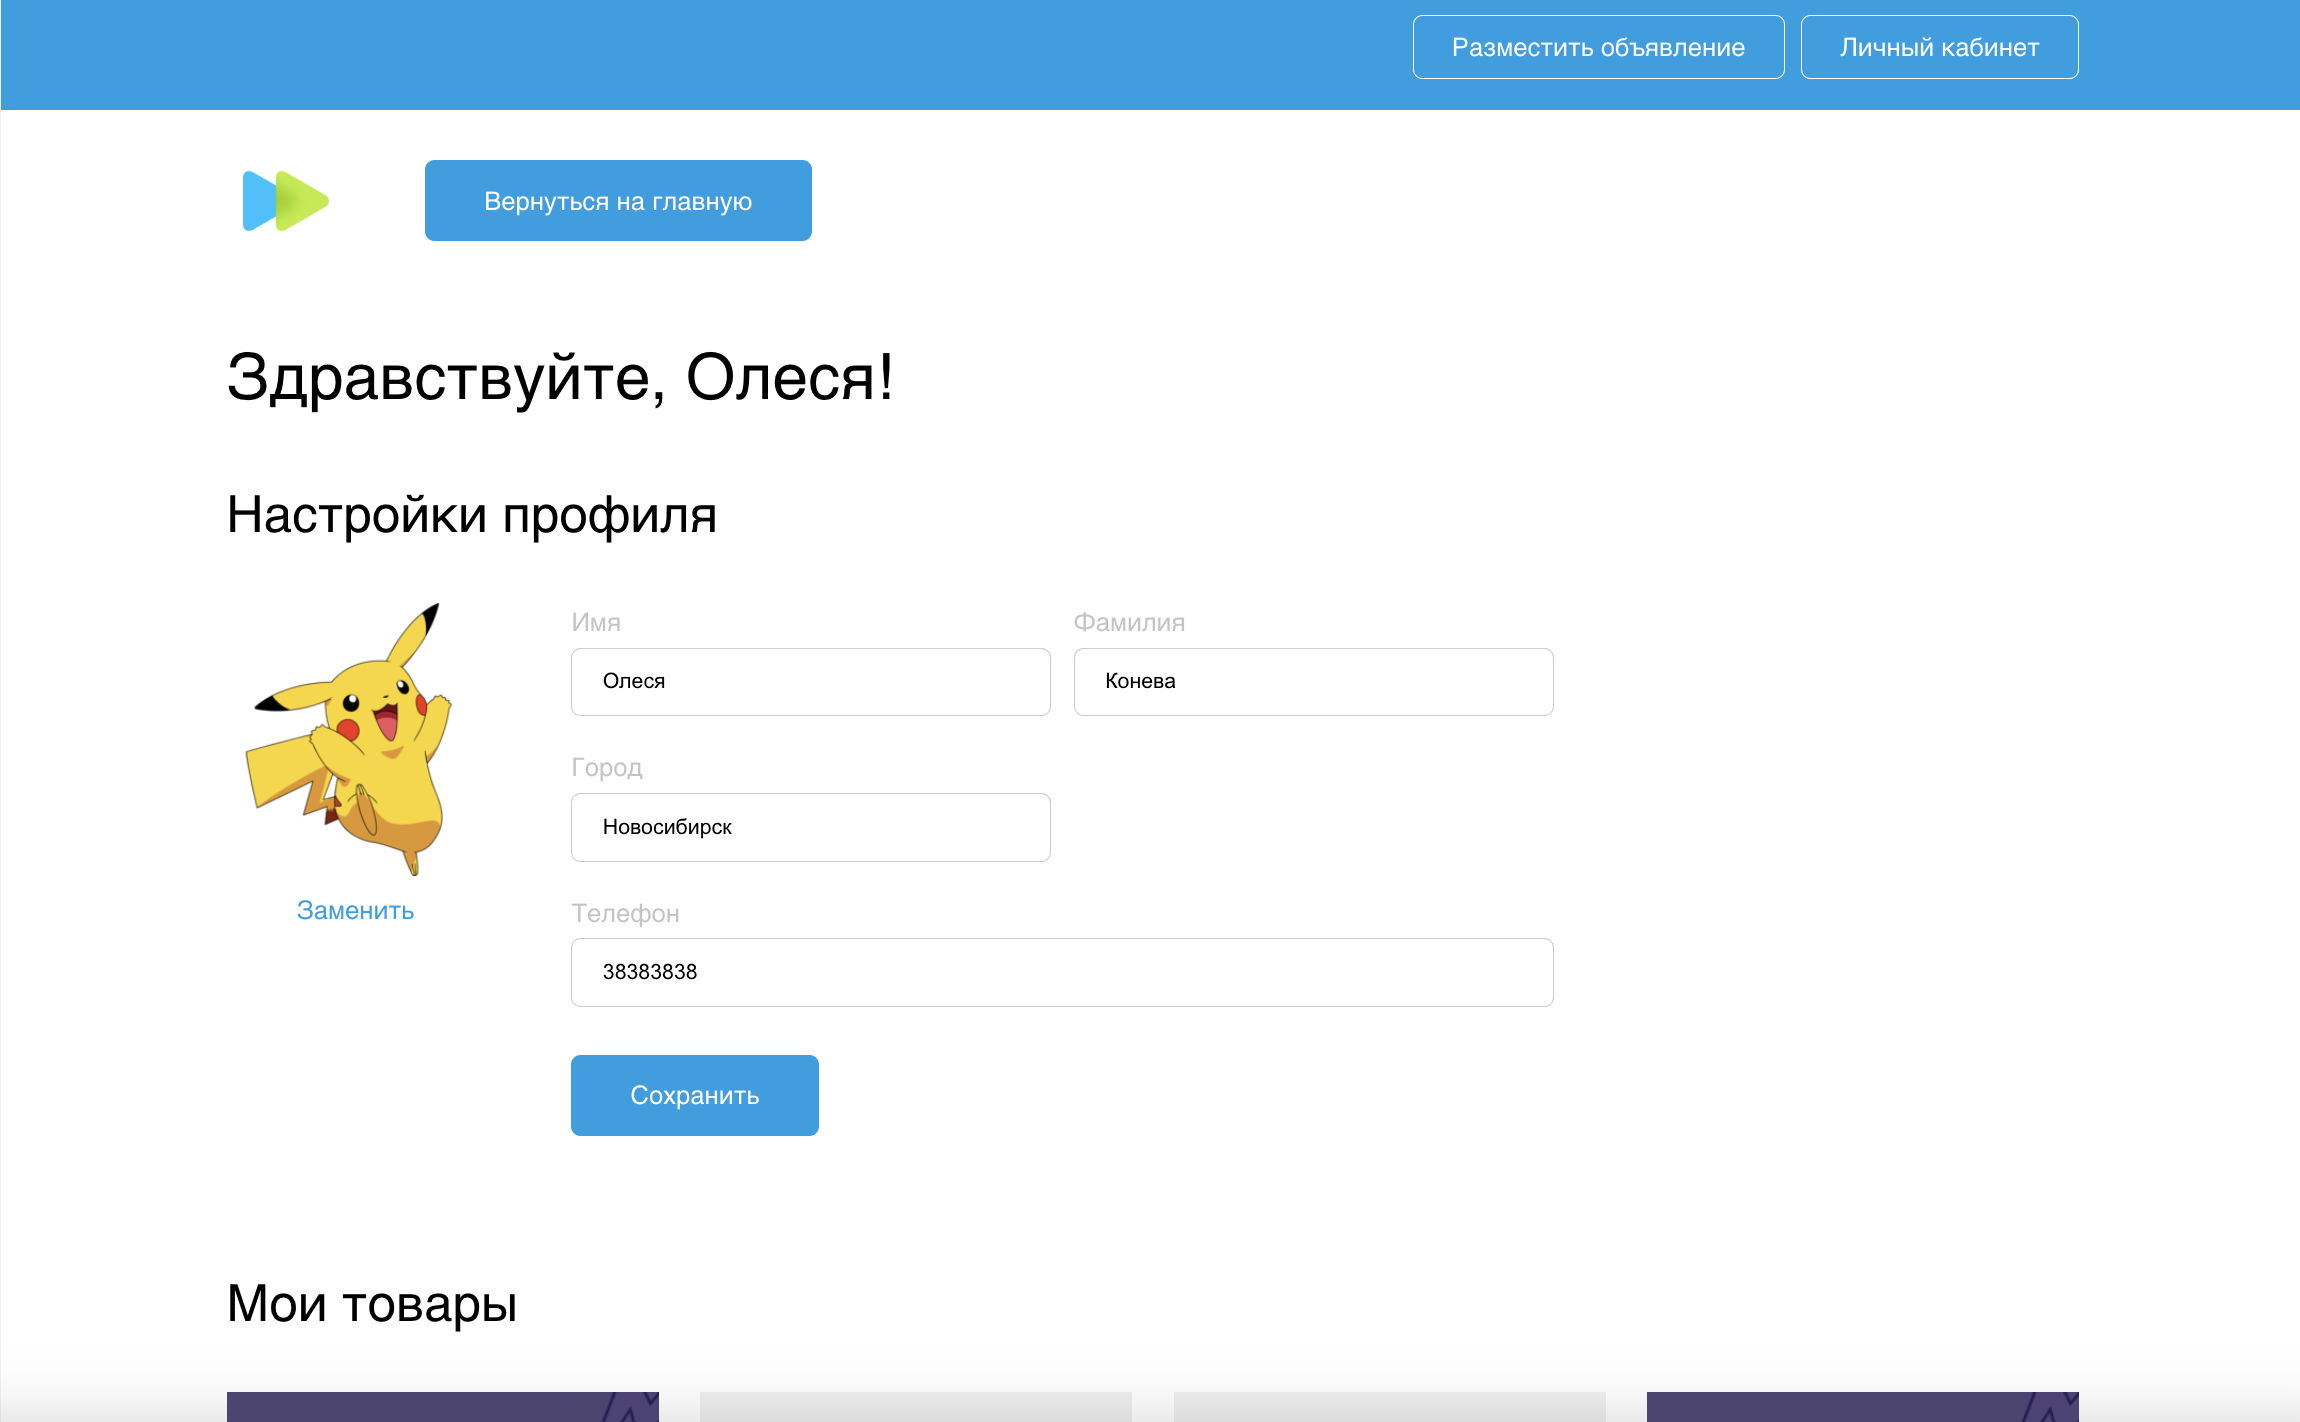 Разместить объявление
Личный кабинет
Вернуться на главную
Здравствуйте, Олеся!
Настройки профиля
Имя
Фамилия
Олеся
Конева
Город
Новосибирск
Заменить
Телефон
38383838
Сохранить
Мои товары